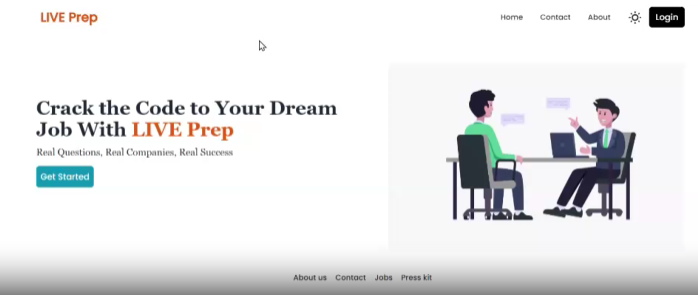 LIVE Prep
Home Contact About Login
Crack the Code to Your Dream
Job With LIVE Prep
Real Questions, Real Companies, Real Success
Get Started
About us Contact Jobs Press kit